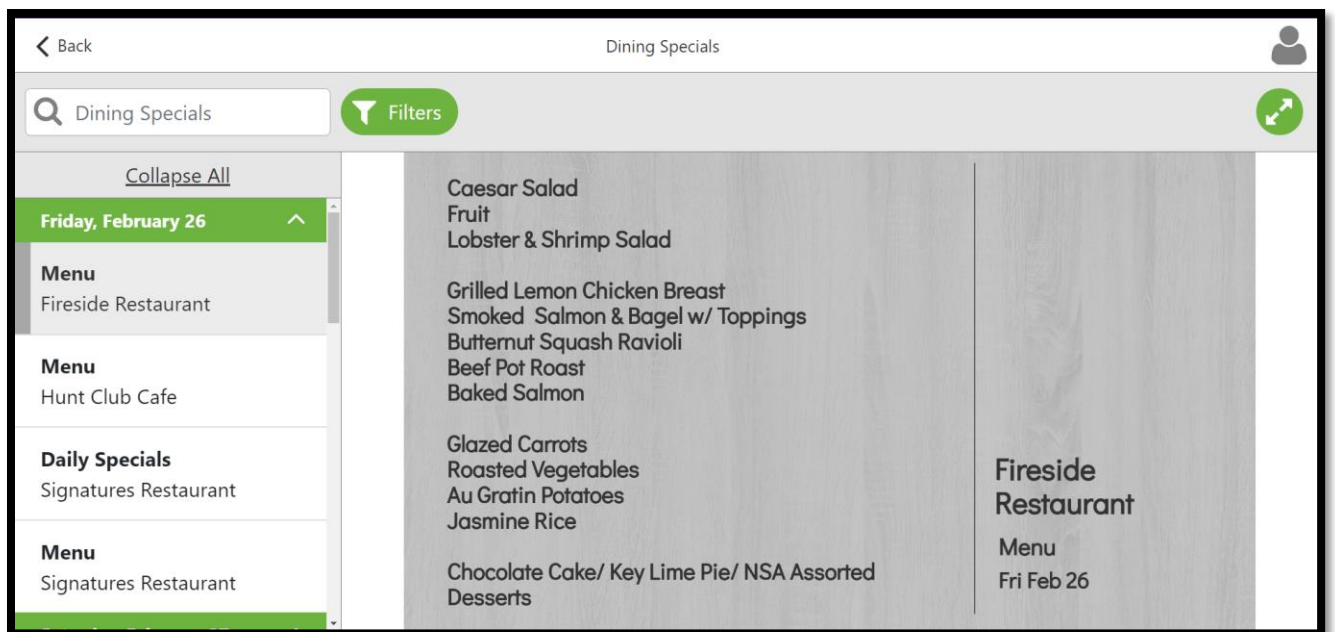 Back
Dining Specials
Dining Specials
Filters
Collapse All
Friday, February 26
Menu
Fireside Restaurant
Menu
Hunt Club Cafe
Daily Specials
Signatures Restaurant
Menu
Signatures Restaurant
Caesar Salad
Fruit
Lobster & Shrimp Salad
Grilled Lemon Chicken Breast
Smoked Salmon & Bagel w/ Toppings
Butternut Squash Ravioli
Beef Pot Roast
Baked Salmon
Glazed Carrots
Roasted Vegetables
Au Gratin Potatoes
Jasmine Rice
Chocolate Cake/ Key Lime Pie/ NSA Assorted
Desserts
Fireside
Restaurant
Menu
Fri Feb 26